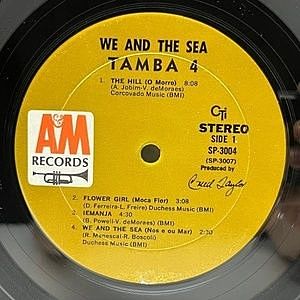 WE AND THE SEA
TAMBA 4
1. THE HILL (O Morro) 8:08
(A. Jobim-V. deMoraes)
Corcovado Music (BMI)
CTi
STEREO
SIDE 1
SP-3004
(SP-3007)
Produced by
Creed Taylor
A&M
RECORDS
2. FLOWER GIRL (Moca Flor) 3:08
(D. Ferreira-L. Freire) Duchess Music (BMI)
3. IEMANJA 4:30
(B. Powell-V. deMoraes) (BMI)
4. WE AND THE SEA (Nos e ou Mar) 2:30
(R. Menescal-R. Boscoli)
Duchess Music (BMI)